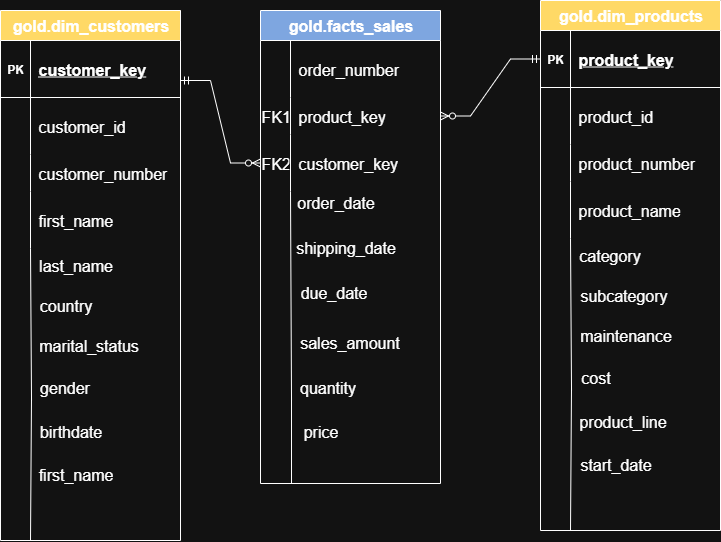 gold.dim_customers
PK customer_key
customer_id
customer_number
first_name
last_name
country
marital_status
gender
birthdate
first_name
gold.facts_sales
order_number
FK1 product_key
FK2 customer_key
order_date
shipping_date
due_date
sales_amount
quantity
price
gold.dim_products
PK product_key
product_id
product_number
product_name
category
subcategory
maintenance
cost
product_line
start_date